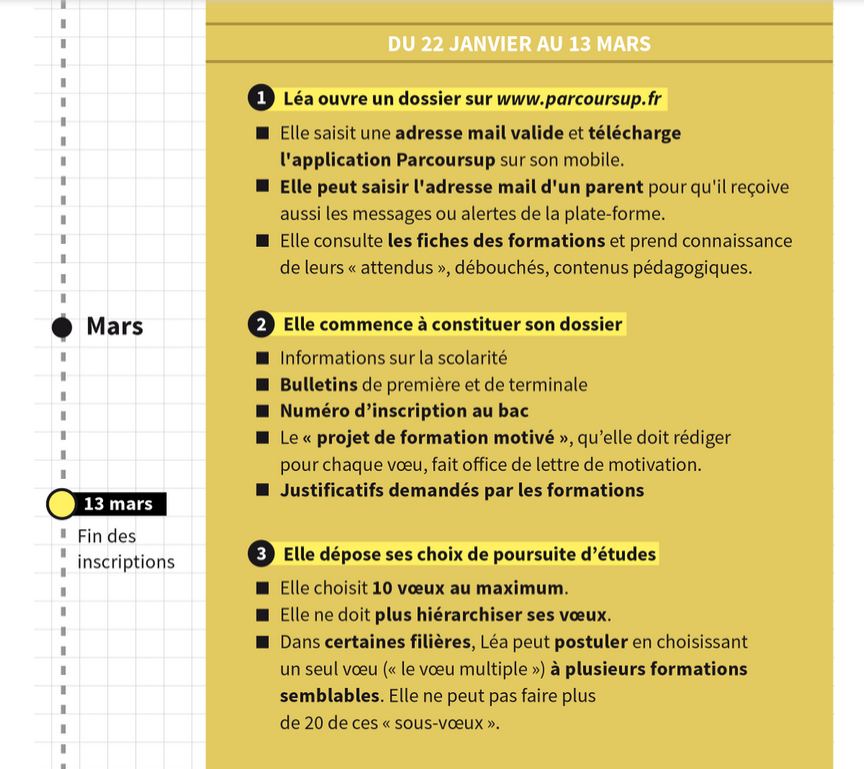 DU 22 JANVIER AU 13 MARS
1 Léa ouvre un dossier sur www.parcoursup.fr
Elle saisit une adresse mail valide et télécharge
l'application Parcoursup sur son mobile.
Elle peut saisir l'adresse mail d'un parent pour qu'il reçoive
aussi les messages ou alertes de la plate-forme.
Elle consulte les fiches des formations et prend connaissance
de leurs « attendus », débouchés, contenus pédagogiques.
Mars
2 Elle commence à constituer son dossier
Informations sur la scolarité
Bulletins de première et de terminale
Numéro d’inscription au bac
Le « projet de formation motivé », qu’elle doit rédiger
pour chaque vœu, fait office de lettre de motivation.
Justificatifs demandés par les formations
13 mars
Fin des
inscriptions
3 Elle dépose ses choix de poursuite d’études
Elle choisit 10 vœux au maximum.
Elle ne doit plus hiérarchiser ses vœux.
Dans certaines filières, Léa peut postuler en choisissant
un seul vœu (« le vœu multiple ») à plusieurs formations
semblables. Elle ne peut pas faire plus
de 20 de ces « sous-vœux ».